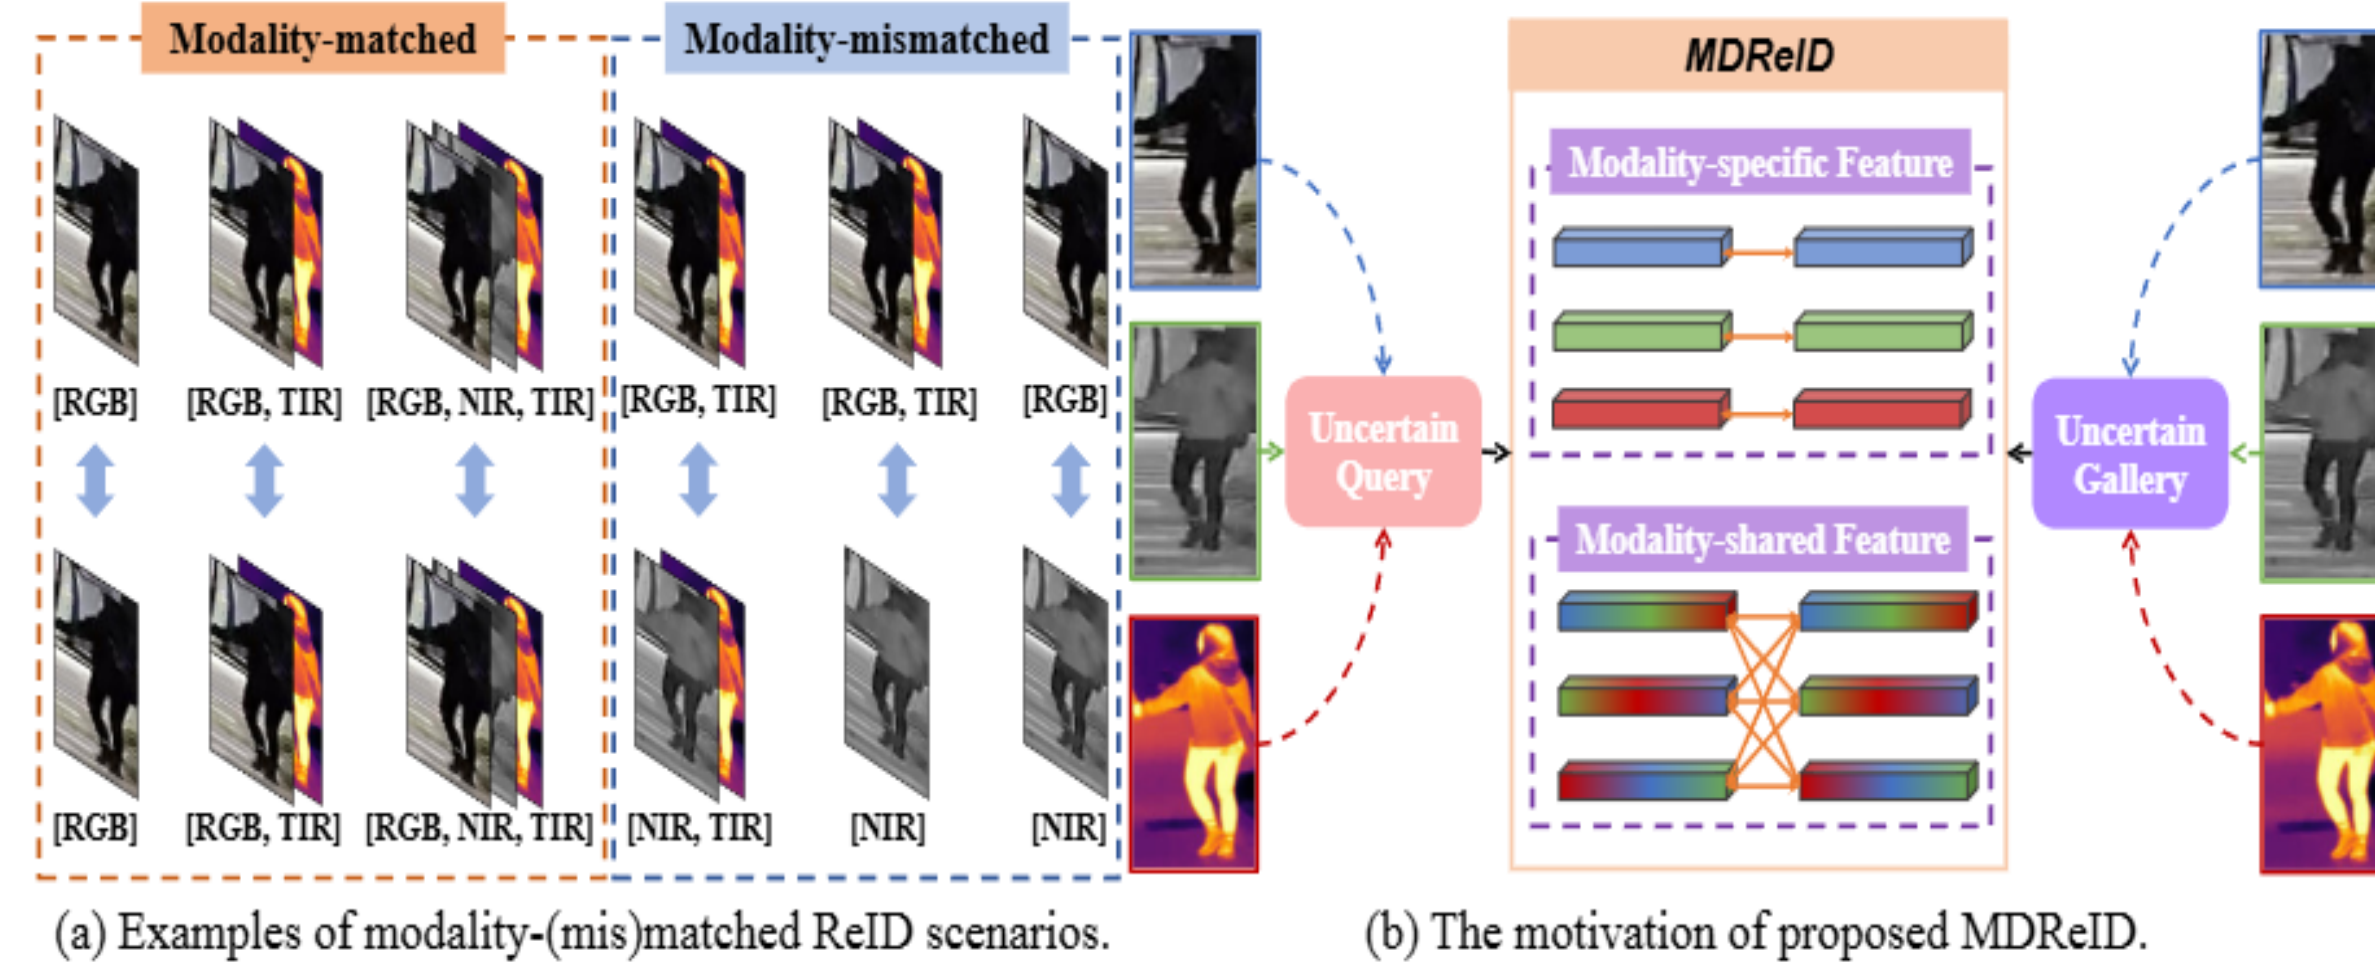 Modality-matched
Modality-mismatched
[RGB]
[RGB, TIR]
[RGB, NIR, TIR]
[RGB, TIR]
[RGB, TIR]
[RGB]
[RGB]
[RGB, TIR]
[RGB, NIR, TIR]
[NIR, TIR]
[NIR]
[NIR]
(a) Examples of modality-(mis)matched ReID scenarios.
MDReID
Modality-specific Feature
Uncertain
Query
Uncertain
Gallery
Modality-shared Feature
(b) The motivation of proposed MDReID.